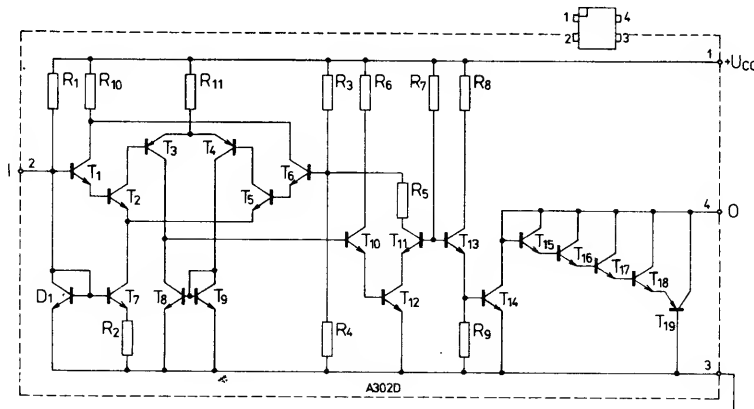 1 4
2 3
1
+Ucc
R1 R10 R11 R3 R6 R7 R8
2
I
T1 T3 T4 T6
T2 T5
R5
4
O
T10 T11 T13
T15
T16
T17
T18
D1 T7 T8 T9 T12 T14
T19
R2 R4 R9
3
A302D